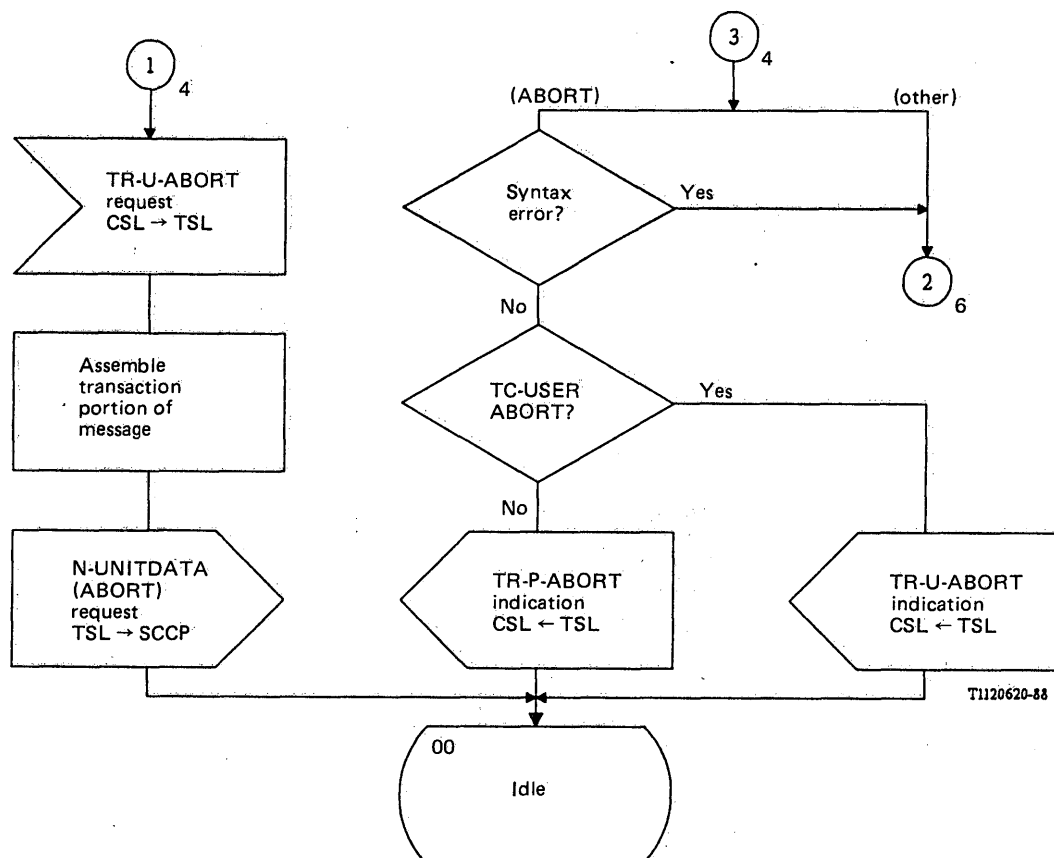 1
4
TR-U-ABORT
request
CSL → TSL
Assemble
transaction
portion of
message
N-UNITDATA
(ABORT)
request
TSL → SCCP
3
4
(ABORT)
(other)
Syntax
error?
Yes
2
6
No
TC-USER
ABORT?
Yes
No
TR-P-ABORT
indication
CSL ← TSL
TR-U-ABORT
indication
CSL ← TSL
T1120620-88
00
Idle